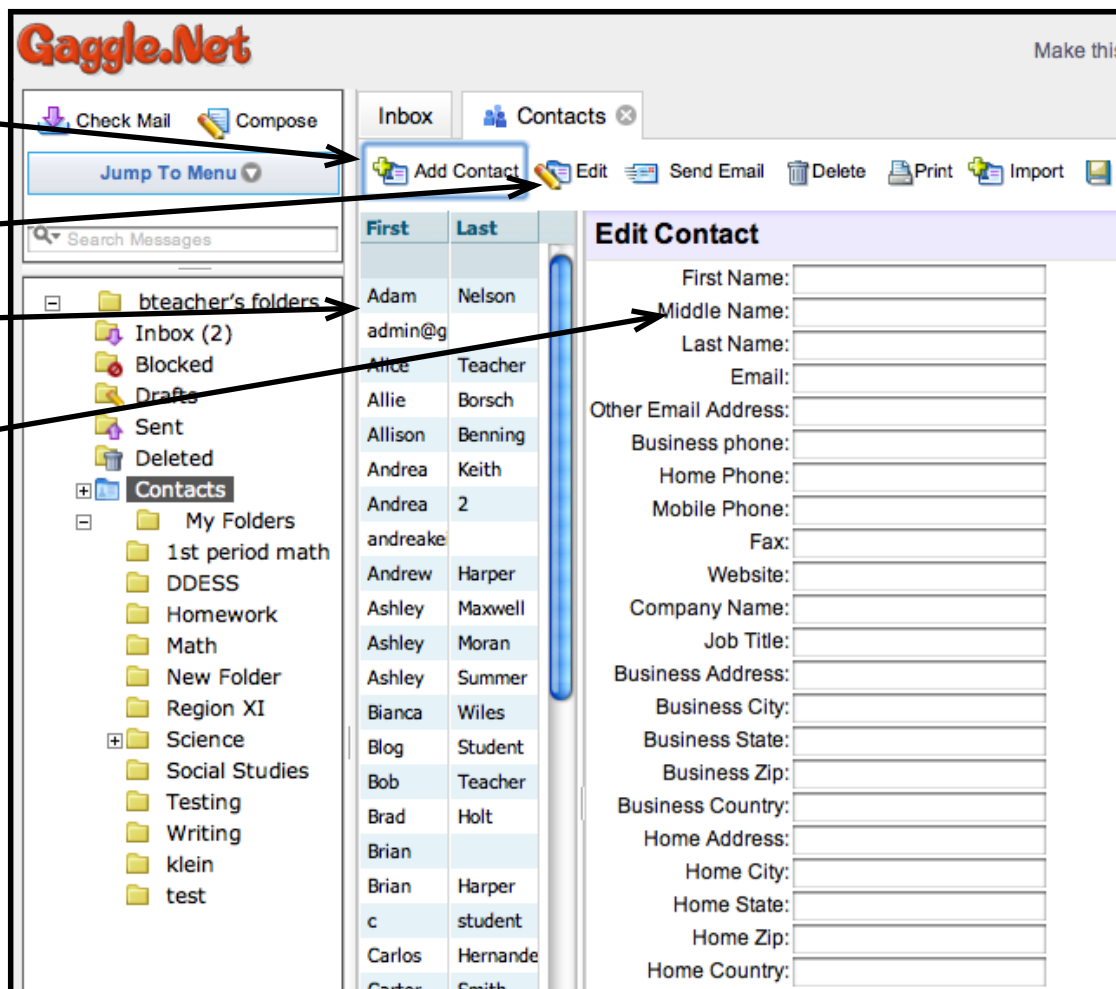 Gaggle.Net
Make this
Check Mail Compose
Jump To Menu
Search Messages
bteacher's folders
Inbox (2)
Blocked
Drafts
Sent
Deleted
Contacts
My Folders
1st period math
DDESS
Homework
Math
New Folder
Region XI
Science
Social Studies
Testing
Writing
klein
test
Inbox Contacts
Add Contact Edit Send Email Delete Print Import
First Last
Adam Nelson
admin@g
Alice Teacher
Allie Borsch
Allison Benning
Andrea Keith
Andrea 2
andreakei
Andrew Harper
Ashley Maxwell
Ashley Moran
Ashley Summer
Bianca Wiles
Blog Student
Bob Teacher
Brad Holt
Brian
Brian Harper
c student
Carlos Hernande
Carter Smith
Edit Contact
First Name:
Middle Name:
Last Name:
Email:
Other Email Address:
Business phone:
Home Phone:
Mobile Phone:
Fax:
Website:
Company Name:
Job Title:
Business Address:
Business City:
Business State:
Business Zip:
Business Country:
Home Address:
Home City:
Home State:
Home Zip:
Home Country: